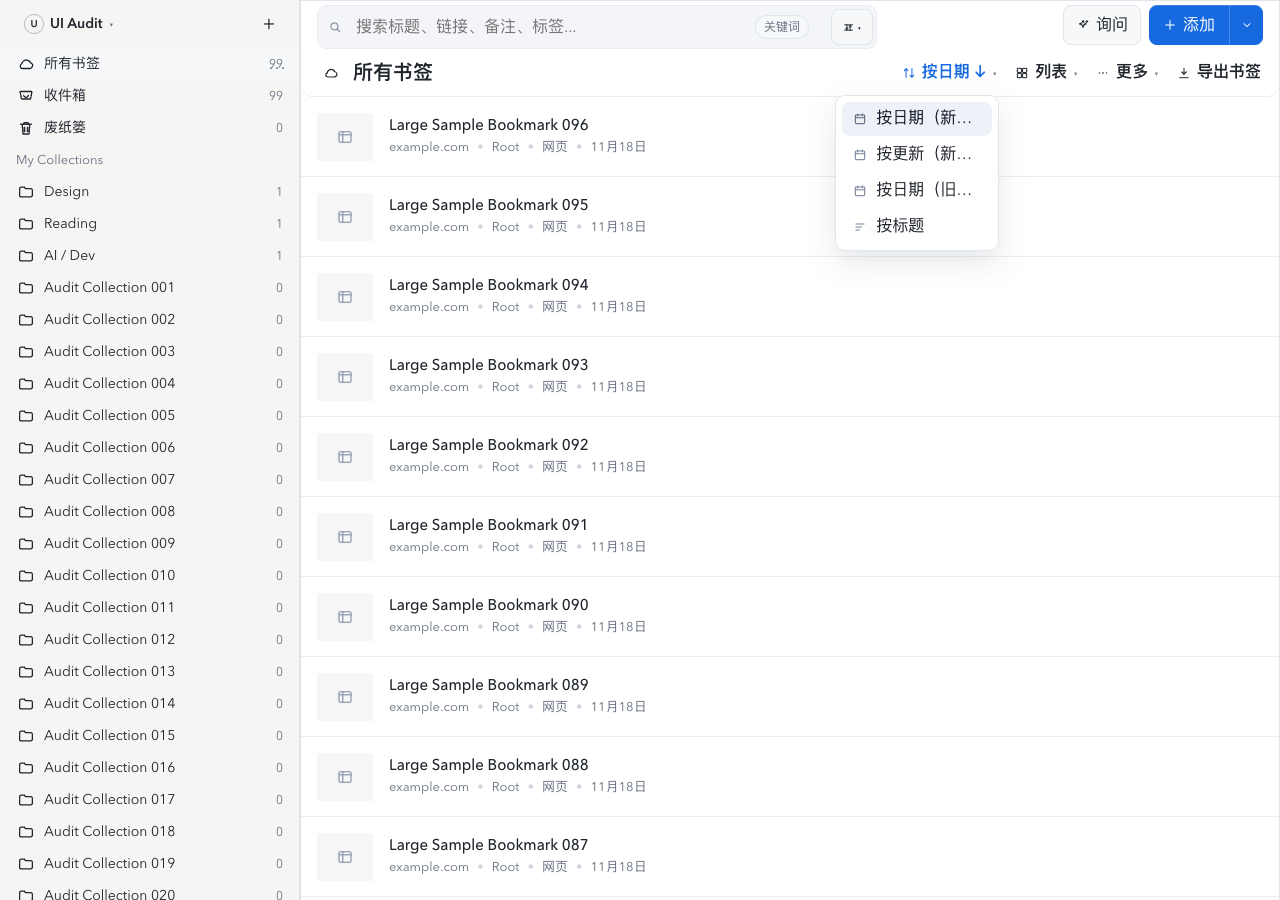 U UI Audit
所有书签 99.
收件箱 99
废纸篓 0
My Collections
Design 1
Reading 1
AI / Dev 1
Audit Collection 001 0
Audit Collection 002 0
Audit Collection 003 0
Audit Collection 004 0
Audit Collection 005 0
Audit Collection 006 0
Audit Collection 007 0
Audit Collection 008 0
Audit Collection 009 0
Audit Collection 010 0
Audit Collection 011 0
Audit Collection 012 0
Audit Collection 013 0
Audit Collection 014 0
Audit Collection 015 0
Audit Collection 016 0
Audit Collection 017 0
Audit Collection 018 0
Audit Collection 019 0
Audit Collection 020 0
搜索标题、链接、备注、标签... 关键词
询问 添加
所有书签
按日期 列表 更多 导出书签
按日期（新...
按更新（新...
按日期（旧...
按标题
Large Sample Bookmark 096
example.com • Root • 网页 • 11月18日
Large Sample Bookmark 095
example.com • Root • 网页 • 11月18日
Large Sample Bookmark 094
example.com • Root • 网页 • 11月18日
Large Sample Bookmark 093
example.com • Root • 网页 • 11月18日
Large Sample Bookmark 092
example.com • Root • 网页 • 11月18日
Large Sample Bookmark 091
example.com • Root • 网页 • 11月18日
Large Sample Bookmark 090
example.com • Root • 网页 • 11月18日
Large Sample Bookmark 089
example.com • Root • 网页 • 11月18日
Large Sample Bookmark 088
example.com • Root • 网页 • 11月18日
Large Sample Bookmark 087
example.com • Root • 网页 • 11月18日